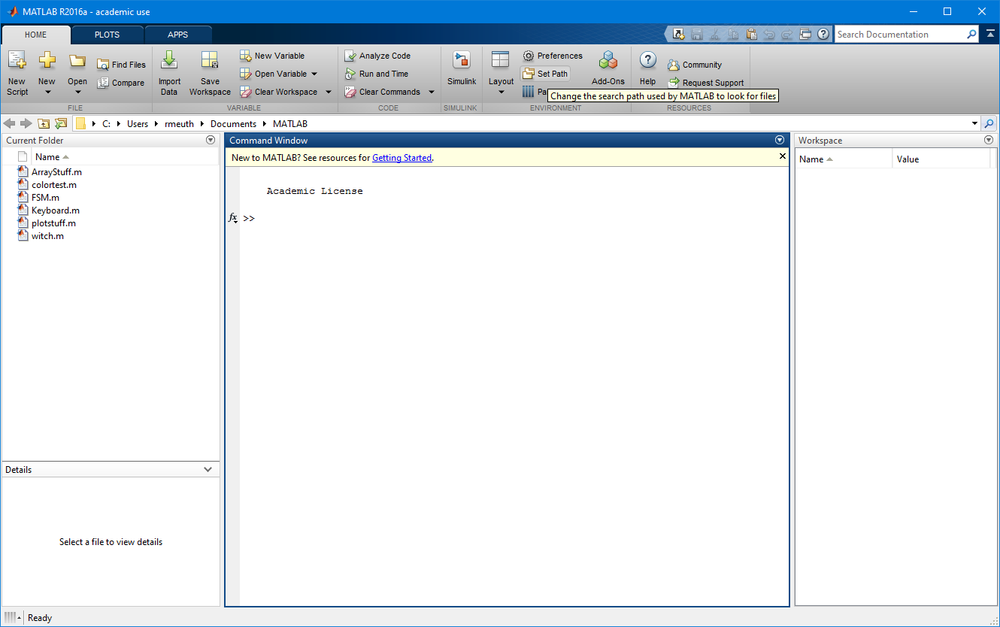 MATLAB R2016a - academic use
HOME PLOTS APPS
Search Documentation
New Script
New
Open
Find Files
Compare
FILE
Import Data
Save Workspace
New Variable
Open Variable
Clear Workspace
VARIABLE
Analyze Code
Run and Time
Clear Commands
CODE
Simulink
SIMULINK
Layout
Preferences
Set Path
Pa
Add-Ons
ENVIRONMENT
Help
Community
Request Support
RESOURCES
Change the search path used by MATLAB to look for files
C: Users rmeuth Documents MATLAB
Current Folder
Name
ArrayStuff.m
colortest.m
FSM.m
Keyboard.m
plotstuff.m
witch.m
Details
Select a file to view details
Command Window
New to MATLAB? See resources for Getting Started.
Academic License
fx >>
Workspace
Name Value
Ready